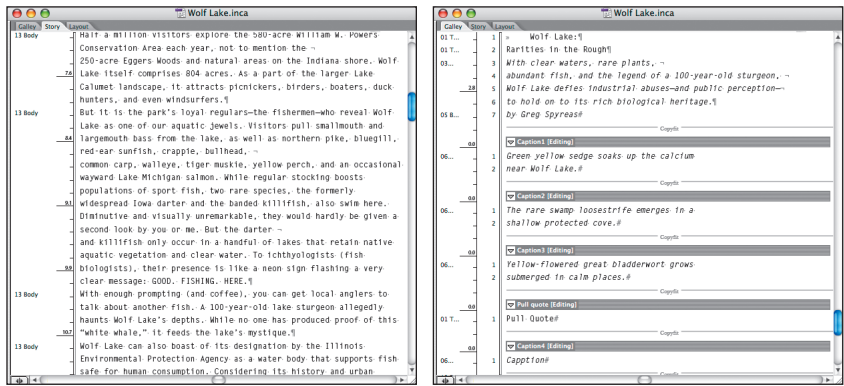 Wolf Lake.inca
Galley Story Layout
13 Body Half a million visitors explore the 580-acre William W. Powers
Conservation Area each year, not to mention the ¬
250-acre Eggers Woods and natural areas on the Indiana shore. Wolf
7.6 Lake itself comprises 804 acres. As a part of the larger Lake
Calumet landscape, it attracts picnickers, birders, boaters, duck
hunters, and even windsurfers.¶
13 Body But it is the park's loyal regulars—the fishermen—who reveal Wolf
Lake as one of our aquatic jewels. Visitors pull smallmouth and
8.4 largemouth bass from the lake, as well as northern pike, bluegill,
red-ear sunfish, crappie, bullhead, ¬
common carp, walleye, tiger muskie, yellow perch, and an occasional
wayward Lake Michigan salmon. While regular stocking boosts
populations of sport fish, two rare species, the formerly
9.1 widespread Iowa darter and the banded killifish, also swim here.
Diminutive and visually unremarkable, they would hardly be given a
second look by you or me. But the darter ¬
and killifish only occur in a handful of lakes that retain native
aquatic vegetation and clear water. To ichthyologists (fish
9.9 biologists), their presence is like a neon sign flashing a very
clear message: GOOD. FISHING. HERE.¶
13 Body With enough prompting (and coffee), you can get local anglers to
talk about another fish. A 100-year-old lake sturgeon allegedly
haunts Wolf Lake's depths. While no one has produced proof of this
10.7 "white whale," it feeds the lake's mystique.¶
13 Body Wolf Lake can also boast of its designation by the Illinois
Environmental Protection Agency as a water body that supports fish
safe for human consumption. Considering its history and urban
Wolf Lake.inca
Galley Story Layout
01 T... 1 » Wolf Lake:¶
01 T... 2 Rarities in the Rough¶
03... 3 With clear waters, rare plants, ¬
4 abundant fish, and the legend of a 100-year-old sturgeon, ¬
2.8 5 Wolf Lake defies industrial abuses—and public perception—¬
6 to hold on to its rich biological heritage.¶
05 B... 7 by Greg Spyreas#
Copyfit
0.0 Caption1 [Editing]
06... 1 Green yellow sedge soaks up the calcium
2 near Wolf Lake.#
Copyfit
0.0 Caption2 [Editing]
06... 1 The rare swamp loosestrife emerges in a
2 shallow protected cove.#
Copyfit
0.0 Caption3 [Editing]
06... 1 Yellow-flowered great bladderwort grows
2 submerged in calm places.#
Copyfit
0.0 Pull quote [Editing]
01 T... 1 Pull Quote#
Copyfit
0.0 Caption4 [Editing]
06... 1 Capption#
Copyfit